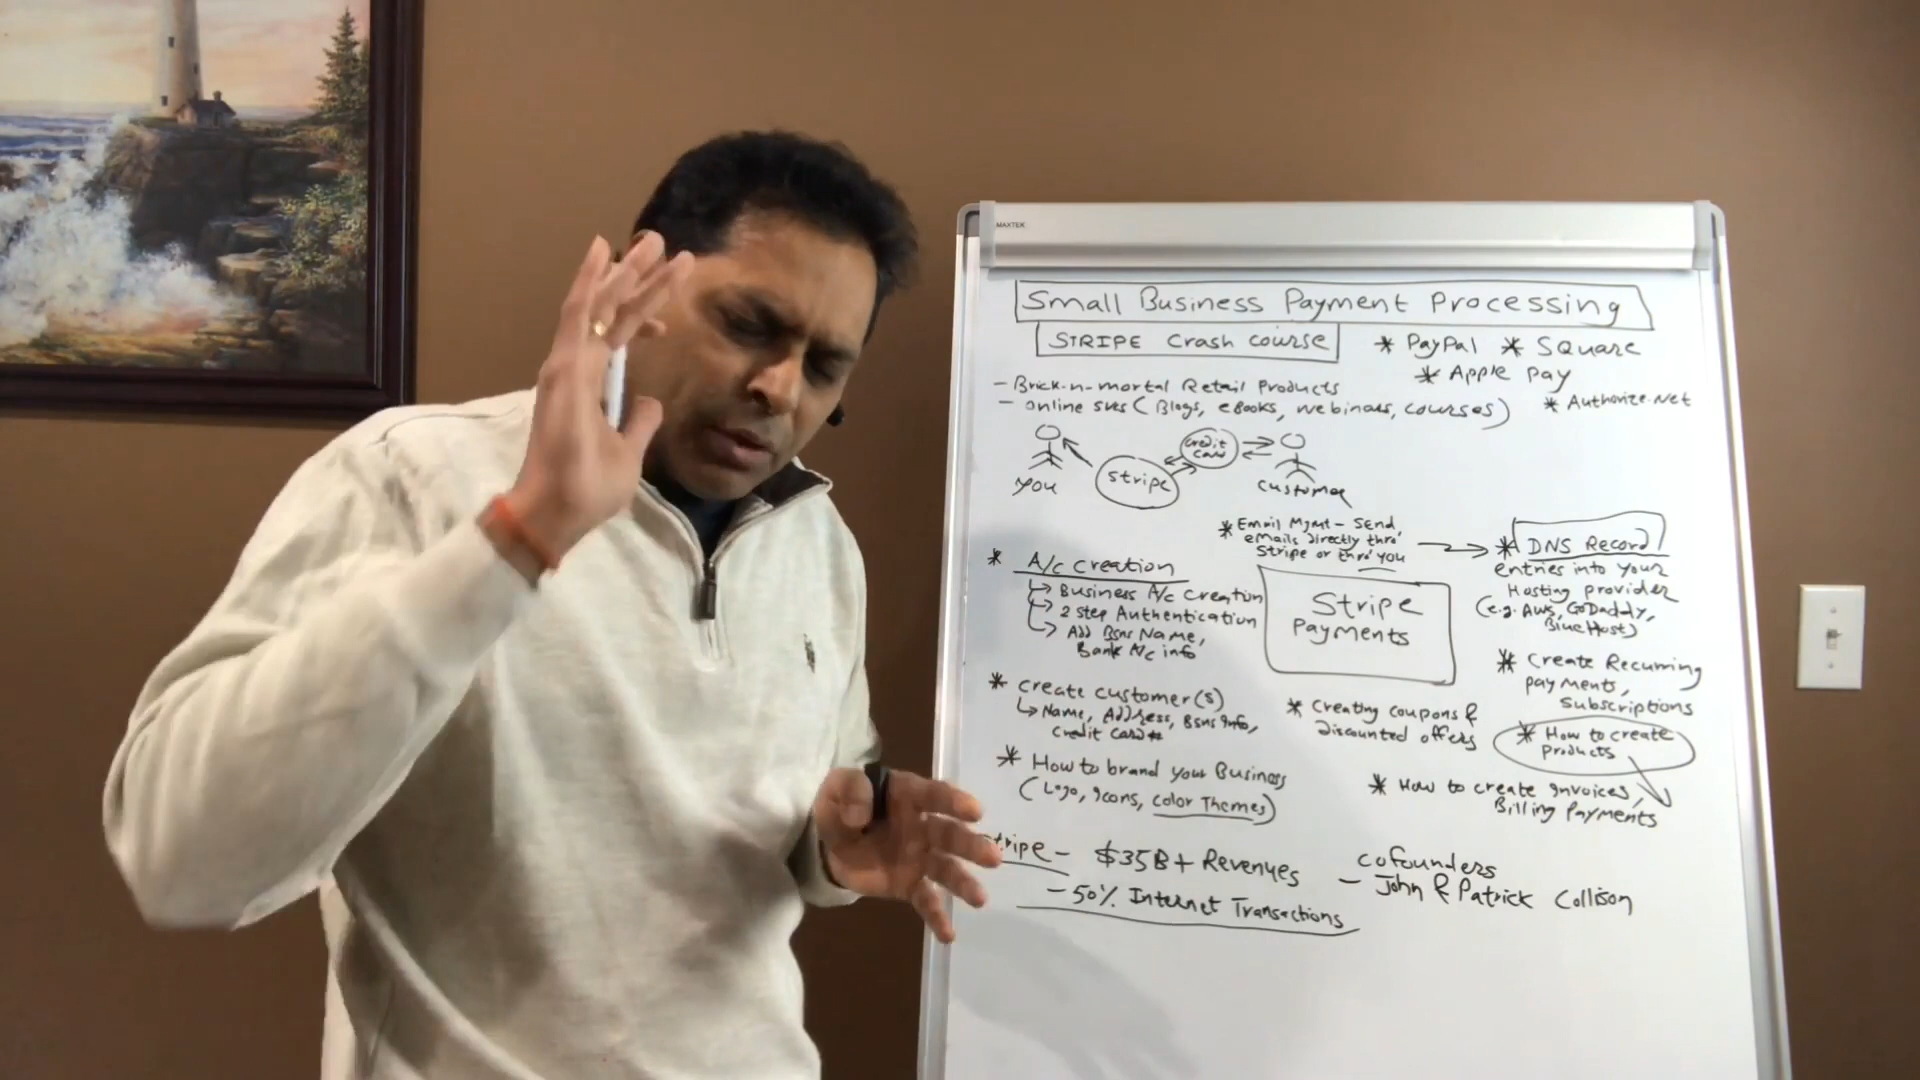 MAXTEK
Small Business Payment Processing
STRIPE Crash course
* PayPal * Square
* Apple Pay
* Authorize.net
- Brick-n-mortal Retail Products
- online svcs (Blogs, eBooks, webinars, courses)
credit
card
stripe
you
customer
* Email Mgmt - Send
emails directly thro'
Stripe or thro' you
* DNS Record
entries into your
Hosting provider
(e.g. AWS, GoDaddy,
BlueHost)
* A/c creation
Business A/c creation
2 step Authentication
Add Bsns Name,
Bank A/c info
Stripe
payments
* Create Recurring
payments,
Subscriptions
* create customer(s)
Name, Address, Bsns info,
credit card #
* Creating coupons &
discounted offers
* How to create
products
* How to brand your Business
(Logo, icons, color Themes)
* How to create invoices,
Billing payments
stripe - $35B+ Revenues
- 50% Internet Transactions
cofounders
- John & Patrick Collison